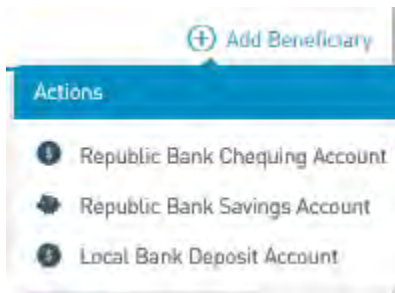 Add Beneficiary
Actions
Republic Bank Chequing Account
Republic Bank Savings Account
Local Bank Deposit Account